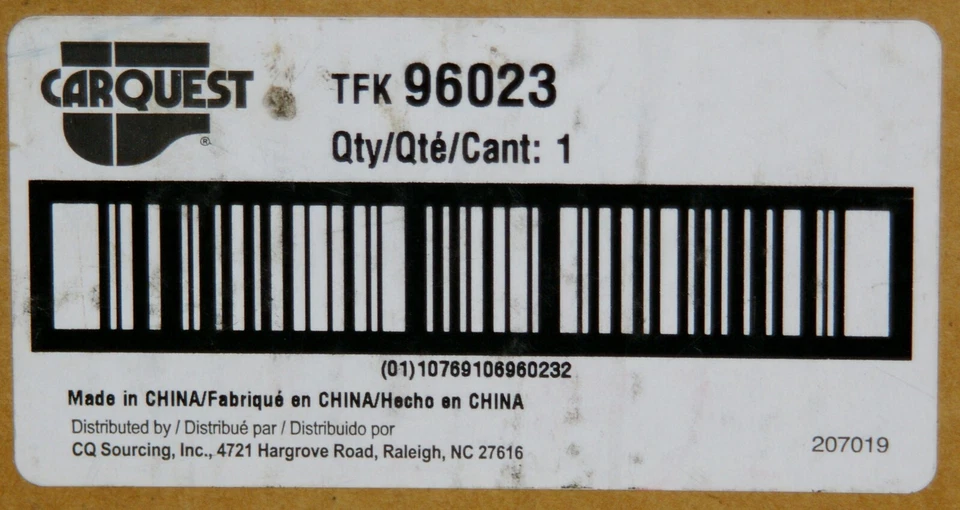 CARQUEST
®
TFK 96023
Qty/Qté/Cant: 1
(01)10769106960232
Made in CHINA/Fabriqué en CHINA/Hecho en CHINA
Distributed by / Distribué par / Distribuido por
CQ Sourcing, Inc., 4721 Hargrove Road, Raleigh, NC 27616
207019